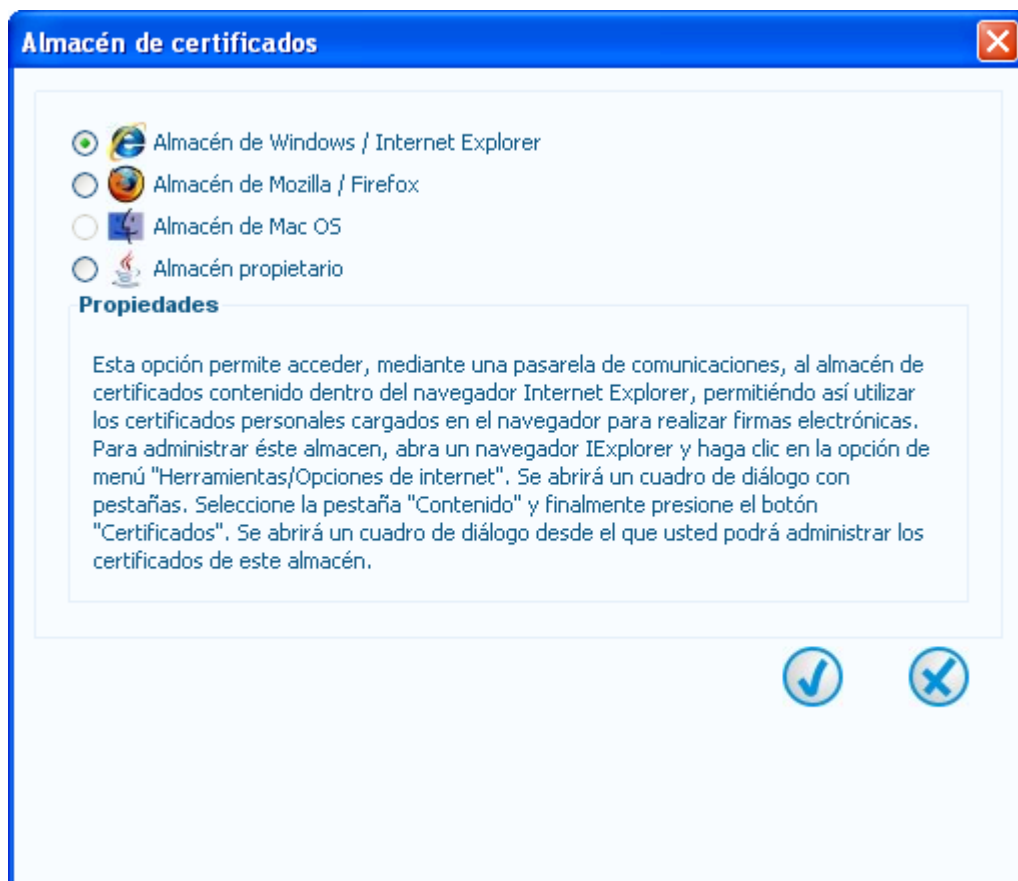 Almacén de certificados
Almacén de Windows / Internet Explorer
Almacén de Mozilla / Firefox
Almacén de Mac OS
Almacén propietario
Propiedades
Esta opción permite acceder, mediante una pasarela de comunicaciones, al almacén de
certificados contenido dentro del navegador Internet Explorer, permitiéndo así utilizar
los certificados personales cargados en el navegador para realizar firmas electrónicas.
Para administrar éste almacen, abra un navegador IExplorer y haga clic en la opción de
menú "Herramientas/Opciones de internet". Se abrirá un cuadro de diálogo con
pestañas. Seleccione la pestaña "Contenido" y finalmente presione el botón
"Certificados". Se abrirá un cuadro de diálogo desde el que usted podrá administrar los
certificados de este almacén.